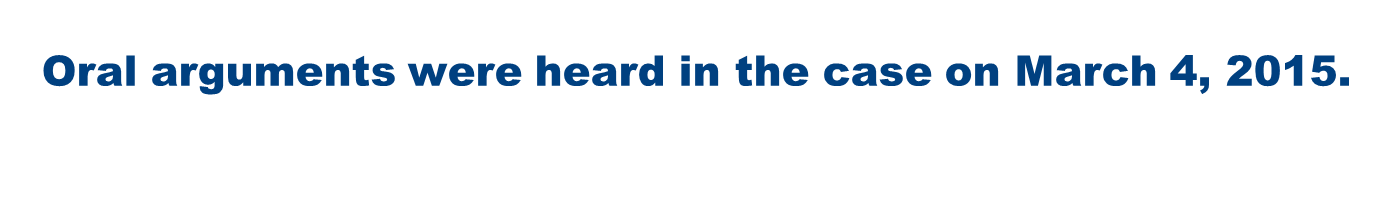 Oral arguments were heard in the case on March 4, 2015.